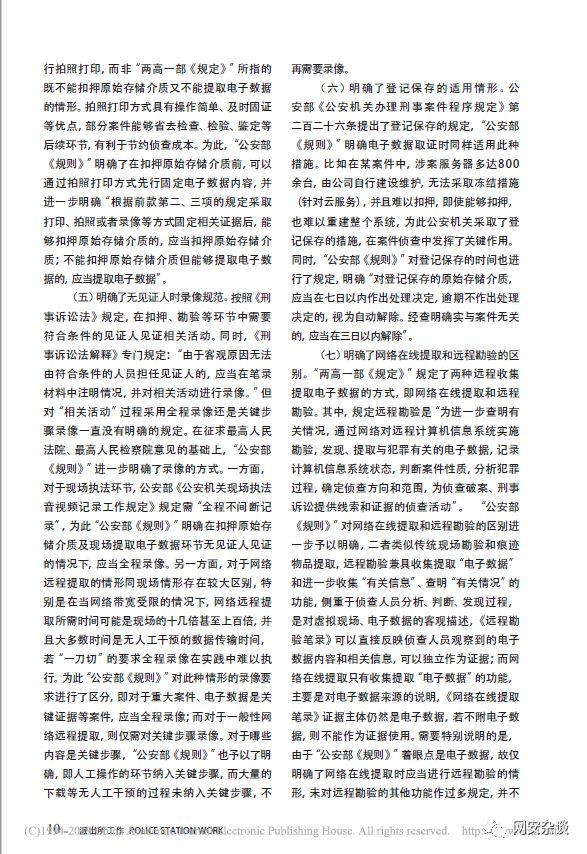 行拍照打印,而非“两高一部《规定》”所指的
既不能扣押原始存储介质又不能提取电子数据
的情形。拍照打印方式具有操作简单、及时固证
等优点,部分案件能够省去检查、检验、鉴定等
后续环节,有利于节约侦查成本。为此,“公安部
《规则》”明确了在扣押原始存储介质前,可以
通过拍照打印方式先行固定电子数据内容,并
进一步明确“根据前款第二、三项的规定采取
打印、拍照或者录像等方式固定相关证据后,能
够扣押原始存储介质的,应当扣押原始存储介
质;不能扣押原始存储介质但能够提取电子数
据的,应当提取电子数据”。
(五)明确了无见证人时录像规范。按照《刑
事诉讼法》规定,在扣押、勘验等环节中需要
符合条件的见证人见证相关活动。同时,《刑
事诉讼法解释》专门规定:“由于客观原因无法
由符合条件的人员担任见证人的,应当在笔录
材料中注明情况,并对相关活动进行录像。”但
对“相关活动”过程采用全程录像还是关键步
骤录像一直没有明确的规定。在征求最高人民
法院、最高人民检察院意见的基础上,“公安部
《规则》”进一步明确了录像的方式。一方面,
对于现场执法环节,公安部《公安机关现场执法
音视频记录工作规定》规定需“全程不间断记
录”,为此“公安部《规则》”明确在扣押原始存
储介质及现场提取电子数据环节无见证人见证
的情况下,应当全程录像。另一方面,对于网络
远程提取的情形同现场情形存在较大区别,特
别是在当网络带宽受限的情况下,网络远程提
取所需时间可能是现场的十几倍甚至上百倍,并
且大多数时间是无人工干预的数据传输时间,
若“一刀切”的要求全程录像在实践中难以执
行。为此“公安部《规则》”对此种情形的录像要
求进行了区分,即对于重大案件、电子数据是关
键证据等案件,应当全程录像;而对于一般性网
络远程提取,则仅需对关键步骤录像。对于哪些
内容是关键步骤,“公安部《规则》”也予以了明
确,即人工操作的环节纳入关键步骤,而大量的
下载等无人工干预的过程未纳入关键步骤,不
再需要录像。
(六)明确了登记保存的适用情形。公
安部《公安机关办理刑事案件程序规定》第
二百二十六条提出了登记保存的规定,“公安
部《规则》”明确电子数据取证时同样适用此种
措施。比如在某案件中,涉案服务器多达800
余台,由公司自行建设维护,无法采取冻结措施
(针对云服务),并且难以扣押,即使能够扣押,
也难以重建整个系统,为此公安机关采取了登
记保存的措施,在案件侦查中发挥了关键作用。
同时,“公安部《规则》”对登记保存的时间也进
行了规定,明确“对登记保存的原始存储介质,
应当在七日以内作出处理决定,逾期不作出处理
决定的,视为自动解除。经查明确实与案件无关
的,应当在三日以内解除”。
(七)明确了网络在线提取和远程勘验的区
别。“两高一部《规定》”规定了两种远程收集
提取电子数据的方式,即网络在线提取和远程
勘验。其中,规定远程勘验是“为进一步查明有
关情况,通过网络对远程计算机信息系统实施
勘验,发现、提取与犯罪有关的电子数据,记录
计算机信息系统状态,判断案件性质,分析犯罪
过程,确定侦查方向和范围,为侦查破案、刑事
诉讼提供线索和证据的侦查活动”。 “公安部
《规则》”对网络在线提取和远程勘验的区别进
一步予以明确,二者类似传统现场勘验和痕迹
物品提取,远程勘验兼具收集提取“电子数据”
和进一步收集“有关信息”、查明“有关情况”的
功能,侧重于侦查人员分析、判断、发现过程,
是对虚拟现场、电子数据的客观描述,《远程勘
验笔录》可以直接反映侦查人员观察到的电子
数据内容和相关信息,可以独立作为证据;而网
络在线提取只有收集提取“电子数据”的功能,
主要是对电子数据来源的说明,《网络在线提取
笔录》证据主体仍然是电子数据,若不附电子数
据,则不能作为证据使用。需要特别说明的是,
由于“公安部《规则》”着眼点是电子数据,故仅
明确了网络在线提取时应当进行远程勘验的情
形,未对远程勘验的其他功能作过多规定,并不
10 派出所工作 POLICE STATION WORK
Electronic Publishing House. All rights reserved. http://
网安杂谈